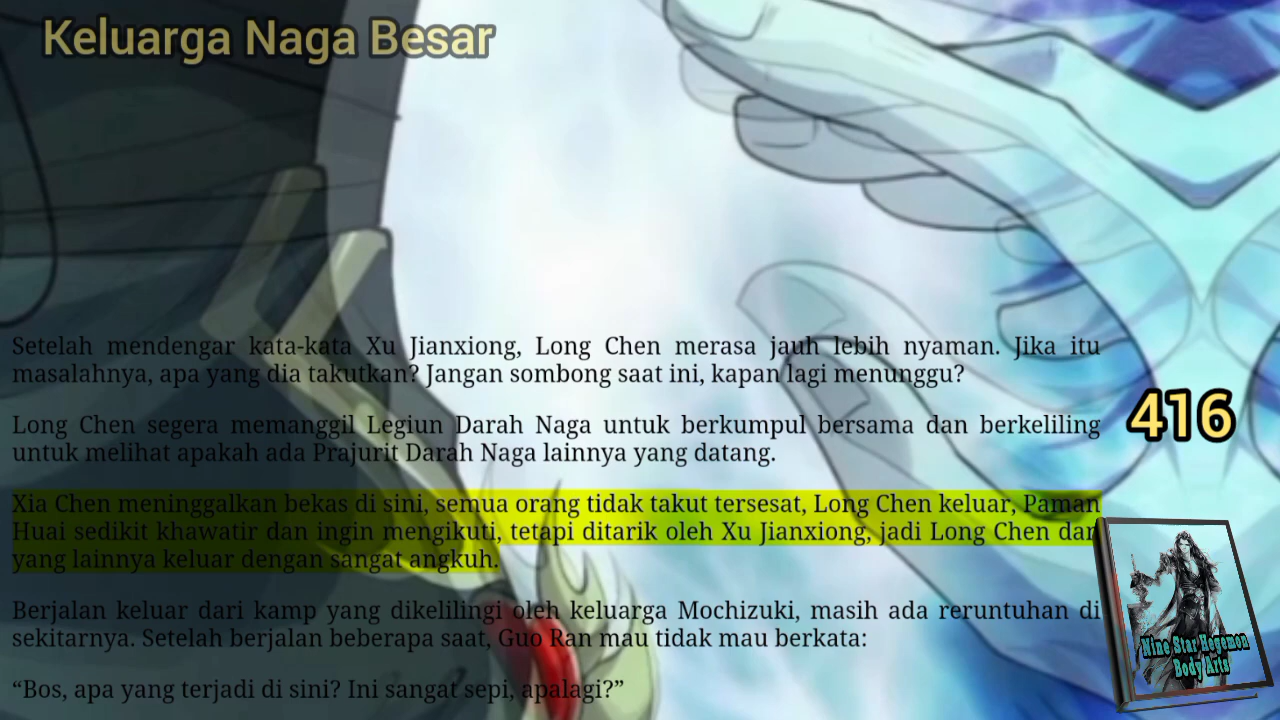 Keluarga Naga Besar
Setelah mendengar kata-kata Xu Jianxiong, Long Chen merasa jauh lebih nyaman. Jika itu
masalahnya, apa yang dia takutkan? Jangan sombong saat ini, kapan lagi menunggu?
Long Chen segera memanggil Legiun Darah Naga untuk berkumpul bersama dan berkeliling
untuk melihat apakah ada Prajurit Darah Naga lainnya yang datang.
416
Xia Chen meninggalkan bekas di sini, semua orang tidak takut tersesat, Long Chen keluar, Paman
Huai sedikit khawatir dan ingin mengikuti, tetapi ditarik oleh Xu Jianxiong, jadi Long Chen dan
yang lainnya keluar dengan sangat angkuh.
Berjalan keluar dari kamp yang dikelilingi oleh keluarga Mochizuki, masih ada reruntuhan di
sekitarnya. Setelah berjalan beberapa saat, Guo Ran mau tidak mau berkata:
“Bos, apa yang terjadi di sini? Ini sangat sepi, apalagi?”
Nine Star Hegemon
Body Arts